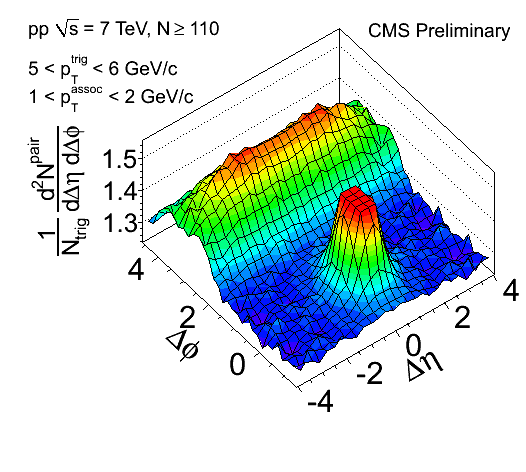 pp √s = 7 TeV, N ≥ 110
CMS Preliminary
5 < p_T^trig < 6 GeV/c
1 < p_T^assoc < 2 GeV/c
1/N_trig d²N^pair/dΔη dΔϕ
1.5
1.4
1.3
4
2
0
Δϕ
-4
-2
0
2
4
Δη